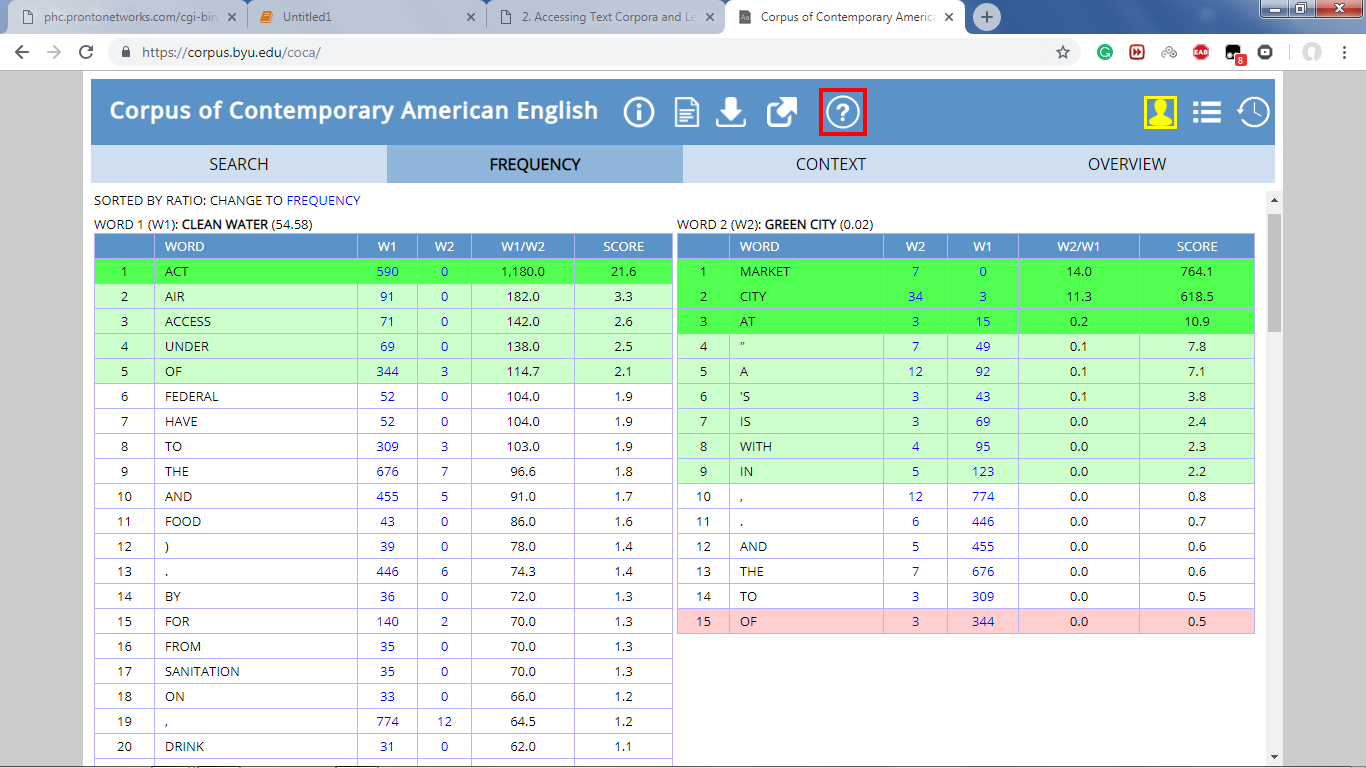 phc.prontonetworks.com/cgi-bin
Untitled1
2. Accessing Text Corpora and Le
Corpus of Contemporary America
https://corpus.byu.edu/coca/
EAB
8
Corpus of Contemporary American English
SEARCH FREQUENCY CONTEXT OVERVIEW
SORTED BY RATIO: CHANGE TO FREQUENCY
WORD 1 (W1): CLEAN WATER (54.58)
WORD W1 W2 W1/W2 SCORE
1 ACT 590 0 1,180.0 21.6
2 AIR 91 0 182.0 3.3
3 ACCESS 71 0 142.0 2.6
4 UNDER 69 0 138.0 2.5
5 OF 344 3 114.7 2.1
6 FEDERAL 52 0 104.0 1.9
7 HAVE 52 0 104.0 1.9
8 TO 309 3 103.0 1.9
9 THE 676 7 96.6 1.8
10 AND 455 5 91.0 1.7
11 FOOD 43 0 86.0 1.6
12 ) 39 0 78.0 1.4
13 . 446 6 74.3 1.4
14 BY 36 0 72.0 1.3
15 FOR 140 2 70.0 1.3
16 FROM 35 0 70.0 1.3
17 SANITATION 35 0 70.0 1.3
18 ON 33 0 66.0 1.2
19 , 774 12 64.5 1.2
20 DRINK 31 0 62.0 1.1
WORD 2 (W2): GREEN CITY (0.02)
WORD W2 W1 W2/W1 SCORE
1 MARKET 7 0 14.0 764.1
2 CITY 34 3 11.3 618.5
3 AT 3 15 0.2 10.9
4 " 7 49 0.1 7.8
5 A 12 92 0.1 7.1
6 'S 3 43 0.1 3.8
7 IS 3 69 0.0 2.4
8 WITH 4 95 0.0 2.3
9 IN 5 123 0.0 2.2
10 , 12 774 0.0 0.8
11 . 6 446 0.0 0.7
12 AND 5 455 0.0 0.6
13 THE 7 676 0.0 0.6
14 TO 3 309 0.0 0.5
15 OF 3 344 0.0 0.5